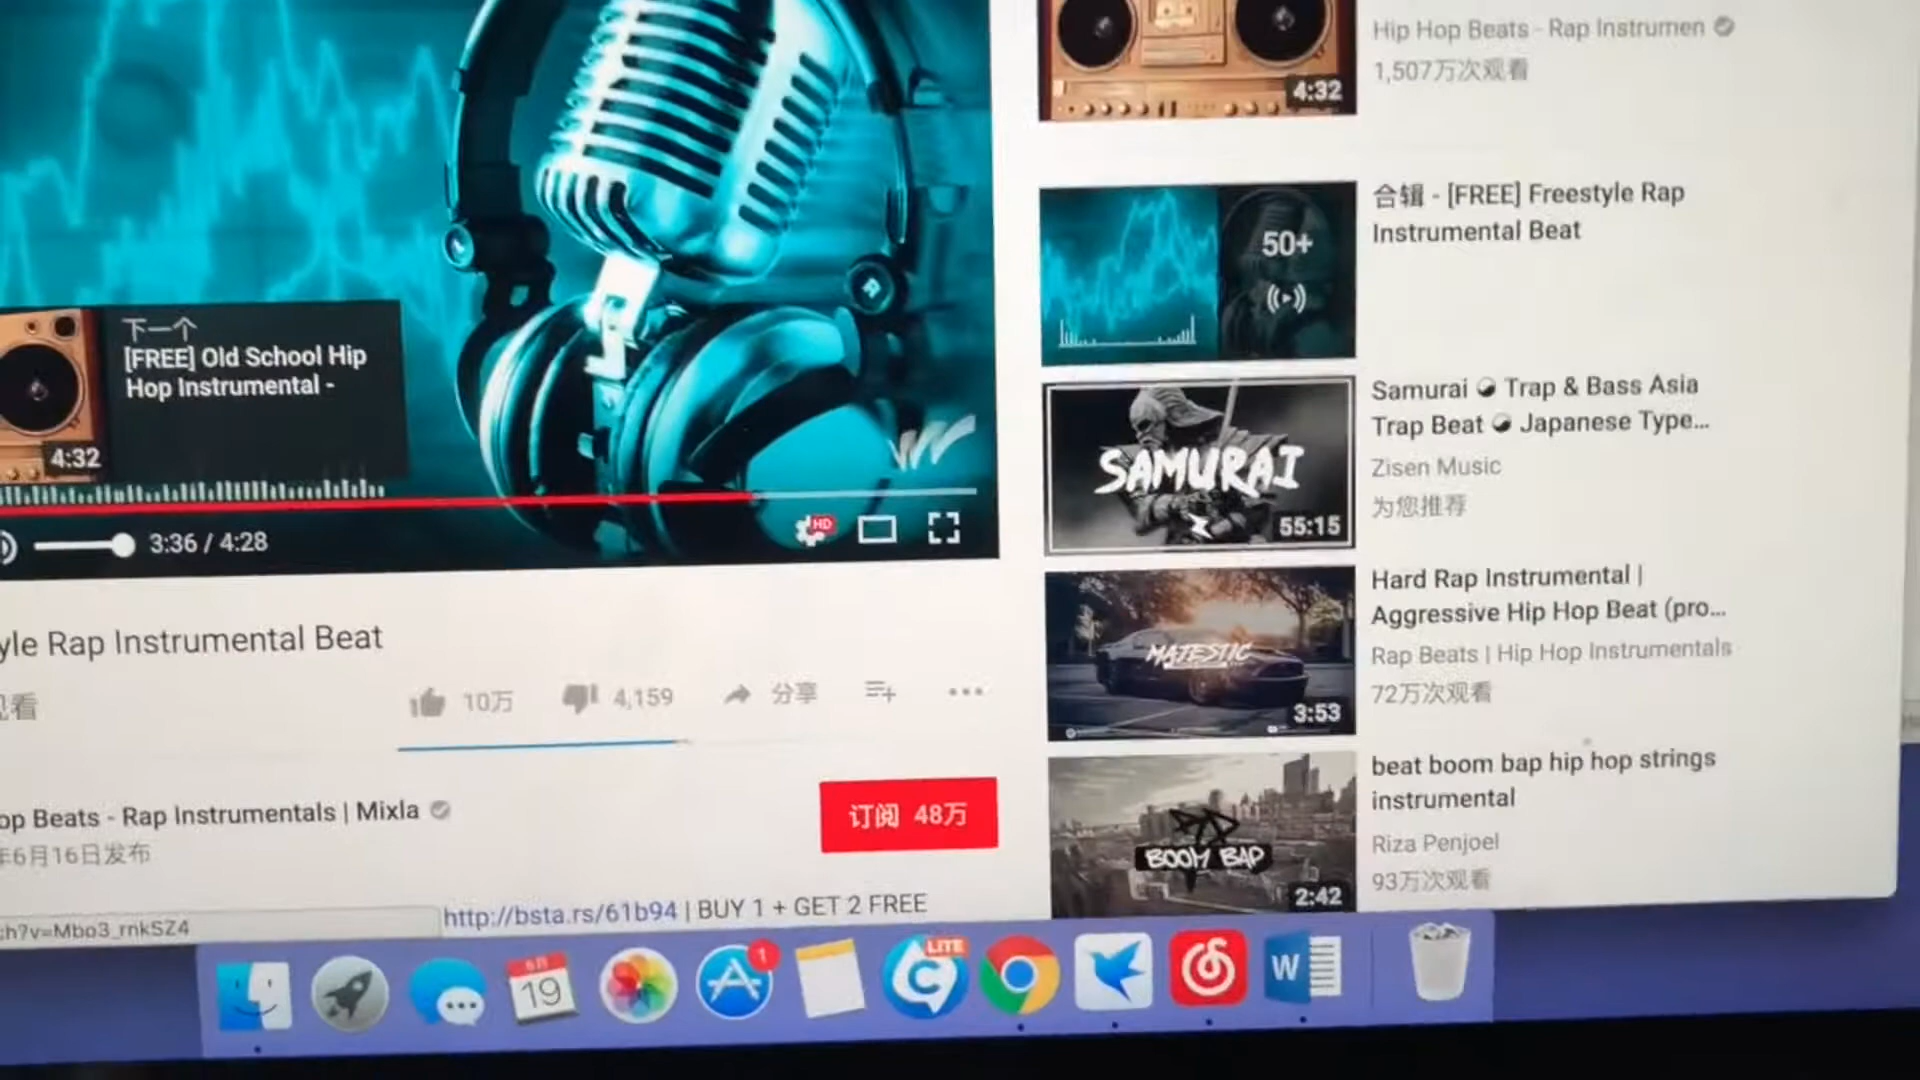 下一个
[FREE] Old School Hip
Hop Instrumental -
4:32
3:36 / 4:28
HD
yle Rap Instrumental Beat
观看
10万
4,159
分享
op Beats - Rap Instrumentals | Mixla
年6月16日发布
订阅 48万
http://bsta.rs/61b94 | BUY 1 + GET 2 FREE
ch?v=Mbo3_rnkSZ4
4:32
Hip Hop Beats - Rap Instrumen
1,507万次观看
50+
合辑 - [FREE] Freestyle Rap
Instrumental Beat
SAMURAI
55:15
Samurai Trap & Bass Asia
Trap Beat Japanese Type...
Zisen Music
为您推荐
MAJESTIC
3:53
Hard Rap Instrumental |
Aggressive Hip Hop Beat (pro...
Rap Beats | Hip Hop Instrumentals
72万次观看
BOOM BAP
2:42
beat boom bap hip hop strings
instrumental
Riza Penjoel
93万次观看
6月
19
1
LITE
W